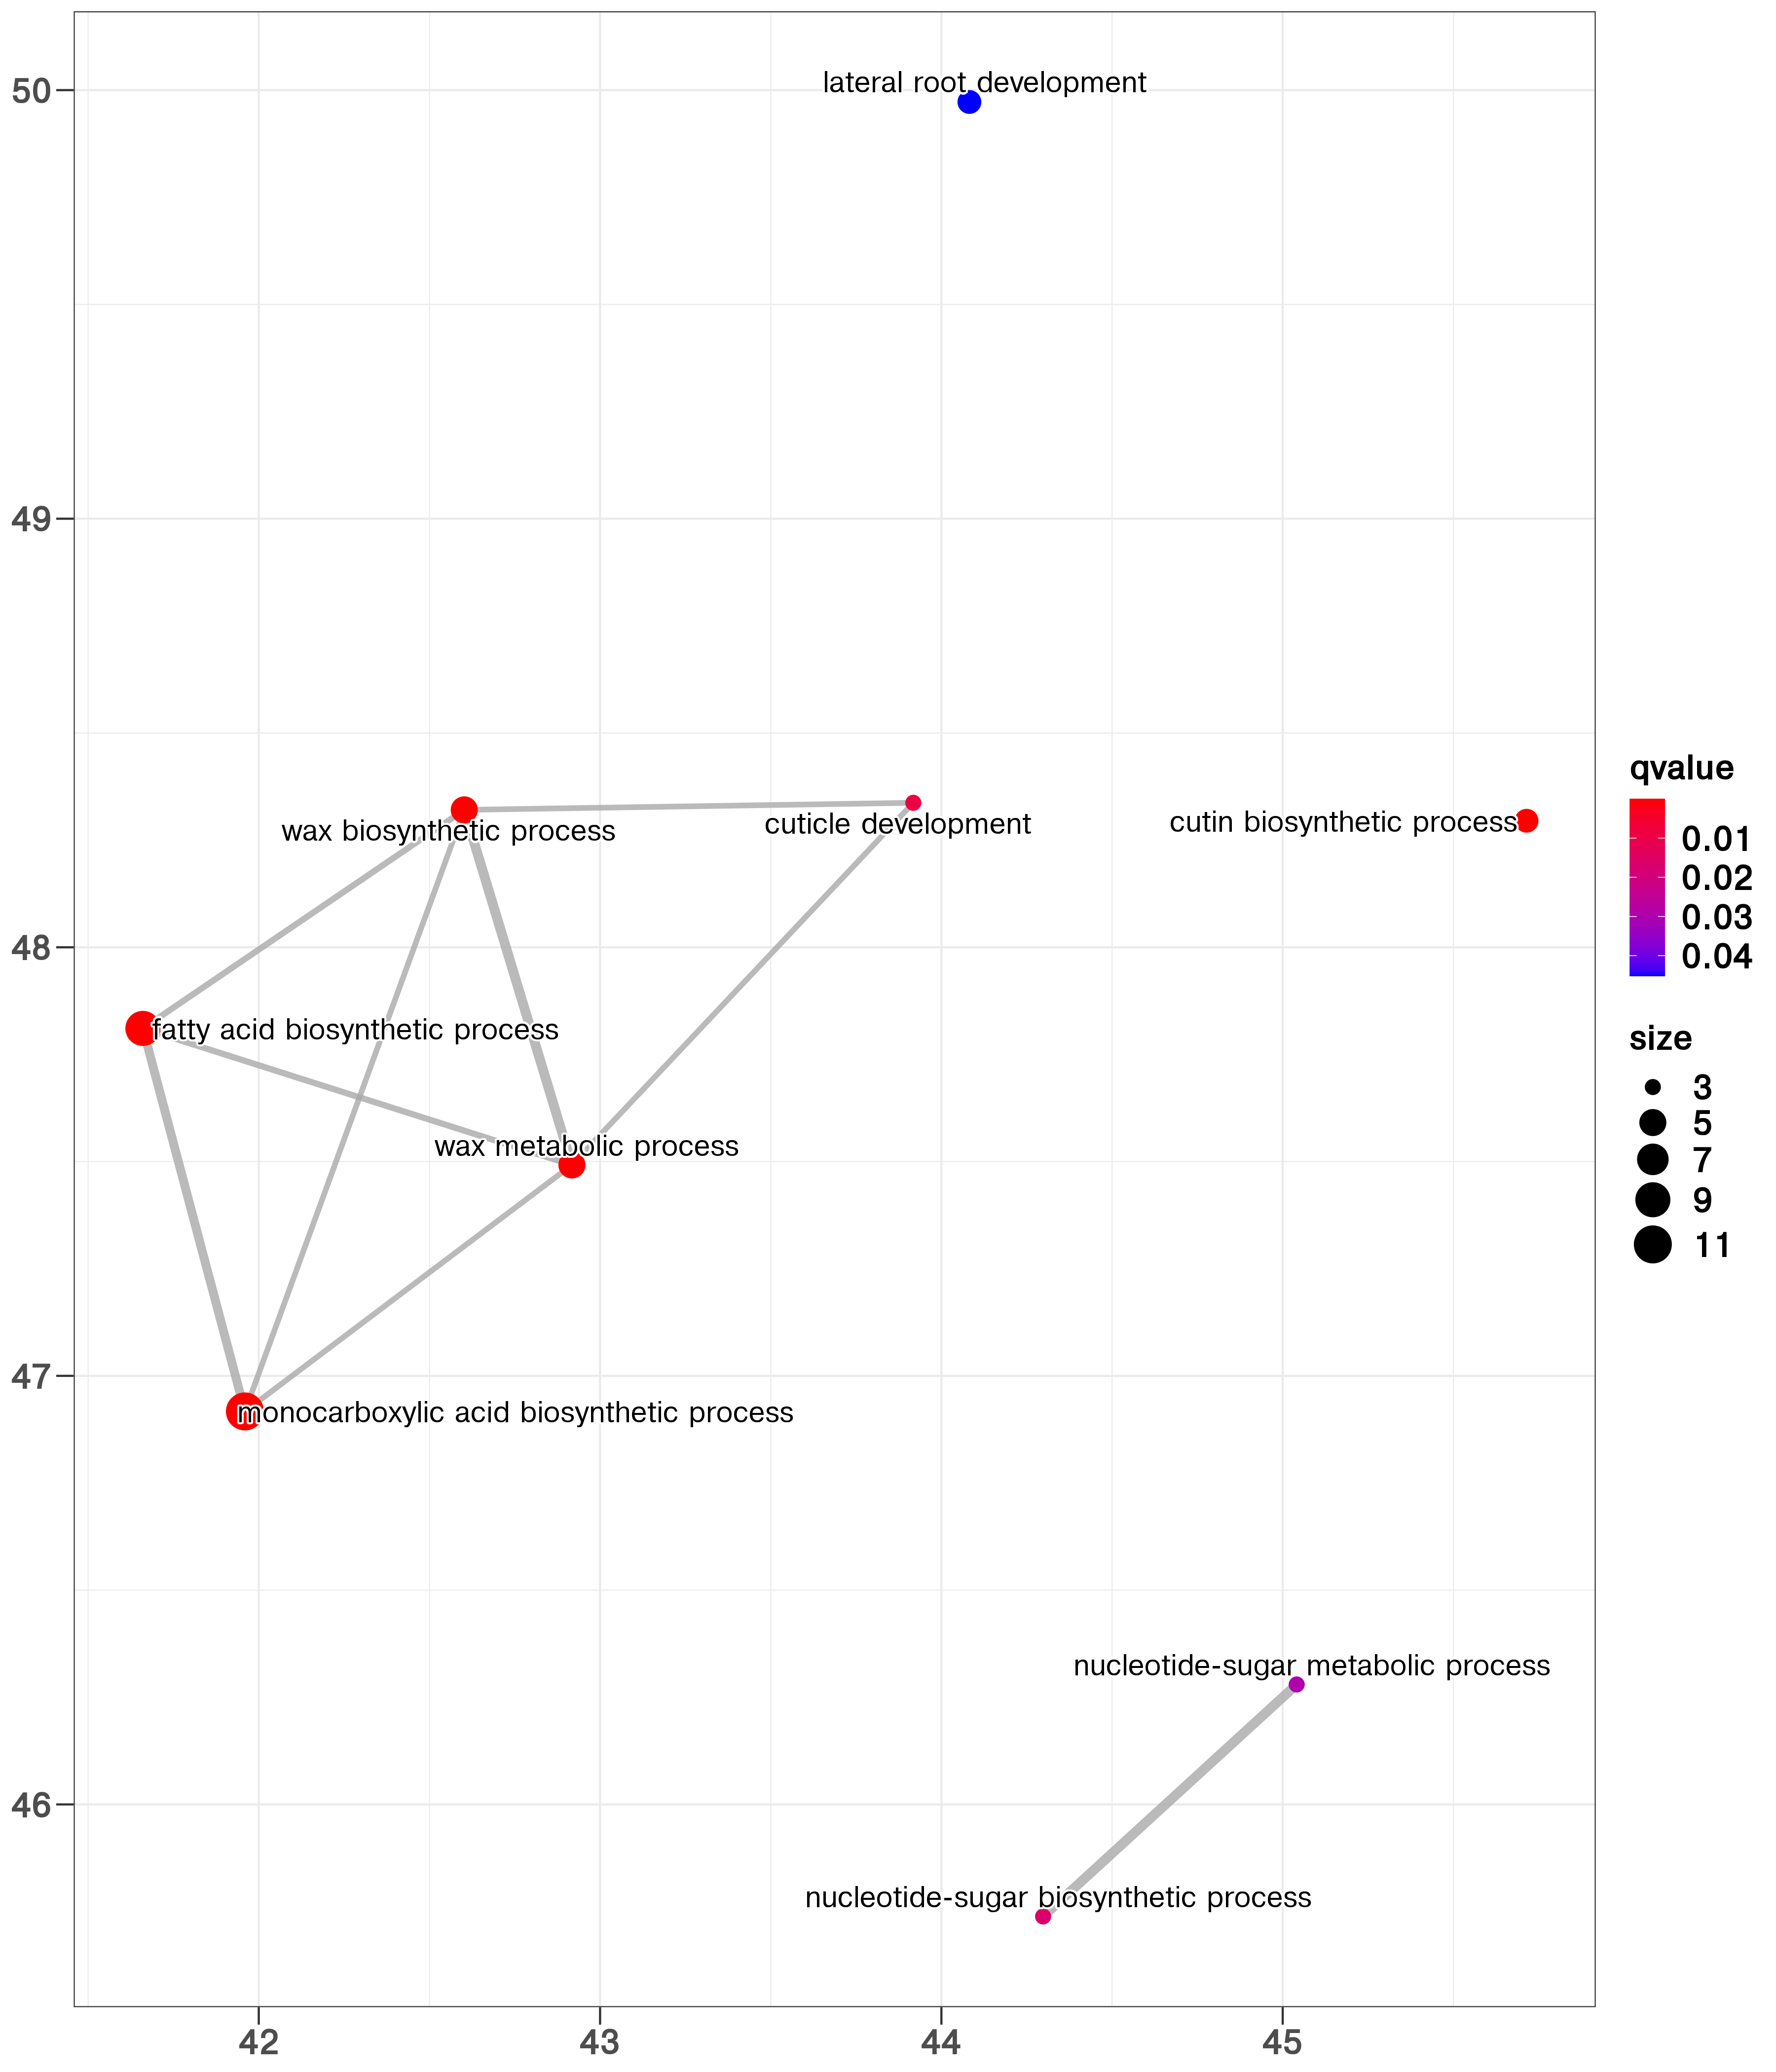 50
49
48
47
46
42
43
44
45
lateral root development
wax biosynthetic process
cuticle development
cutin biosynthetic process
fatty acid biosynthetic process
wax metabolic process
monocarboxylic acid biosynthetic process
nucleotide-sugar metabolic process
nucleotide-sugar biosynthetic process
qvalue
0.01
0.02
0.03
0.04
size
3
5
7
9
11